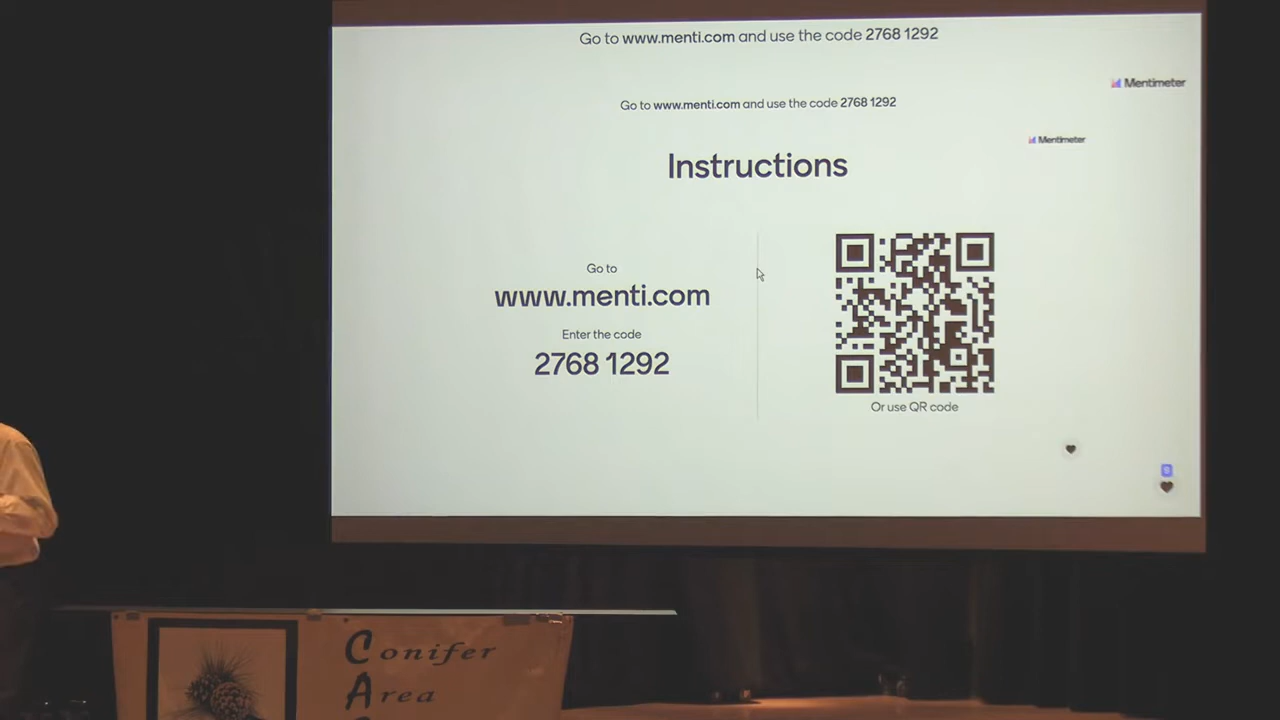 Go to www.menti.com and use the code 2768 1292
Mentimeter
Go to www.menti.com and use the code 2768 1292
Mentimeter
Instructions
Go to
www.menti.com
Enter the code
2768 1292
Or use QR code
Conifer
Area